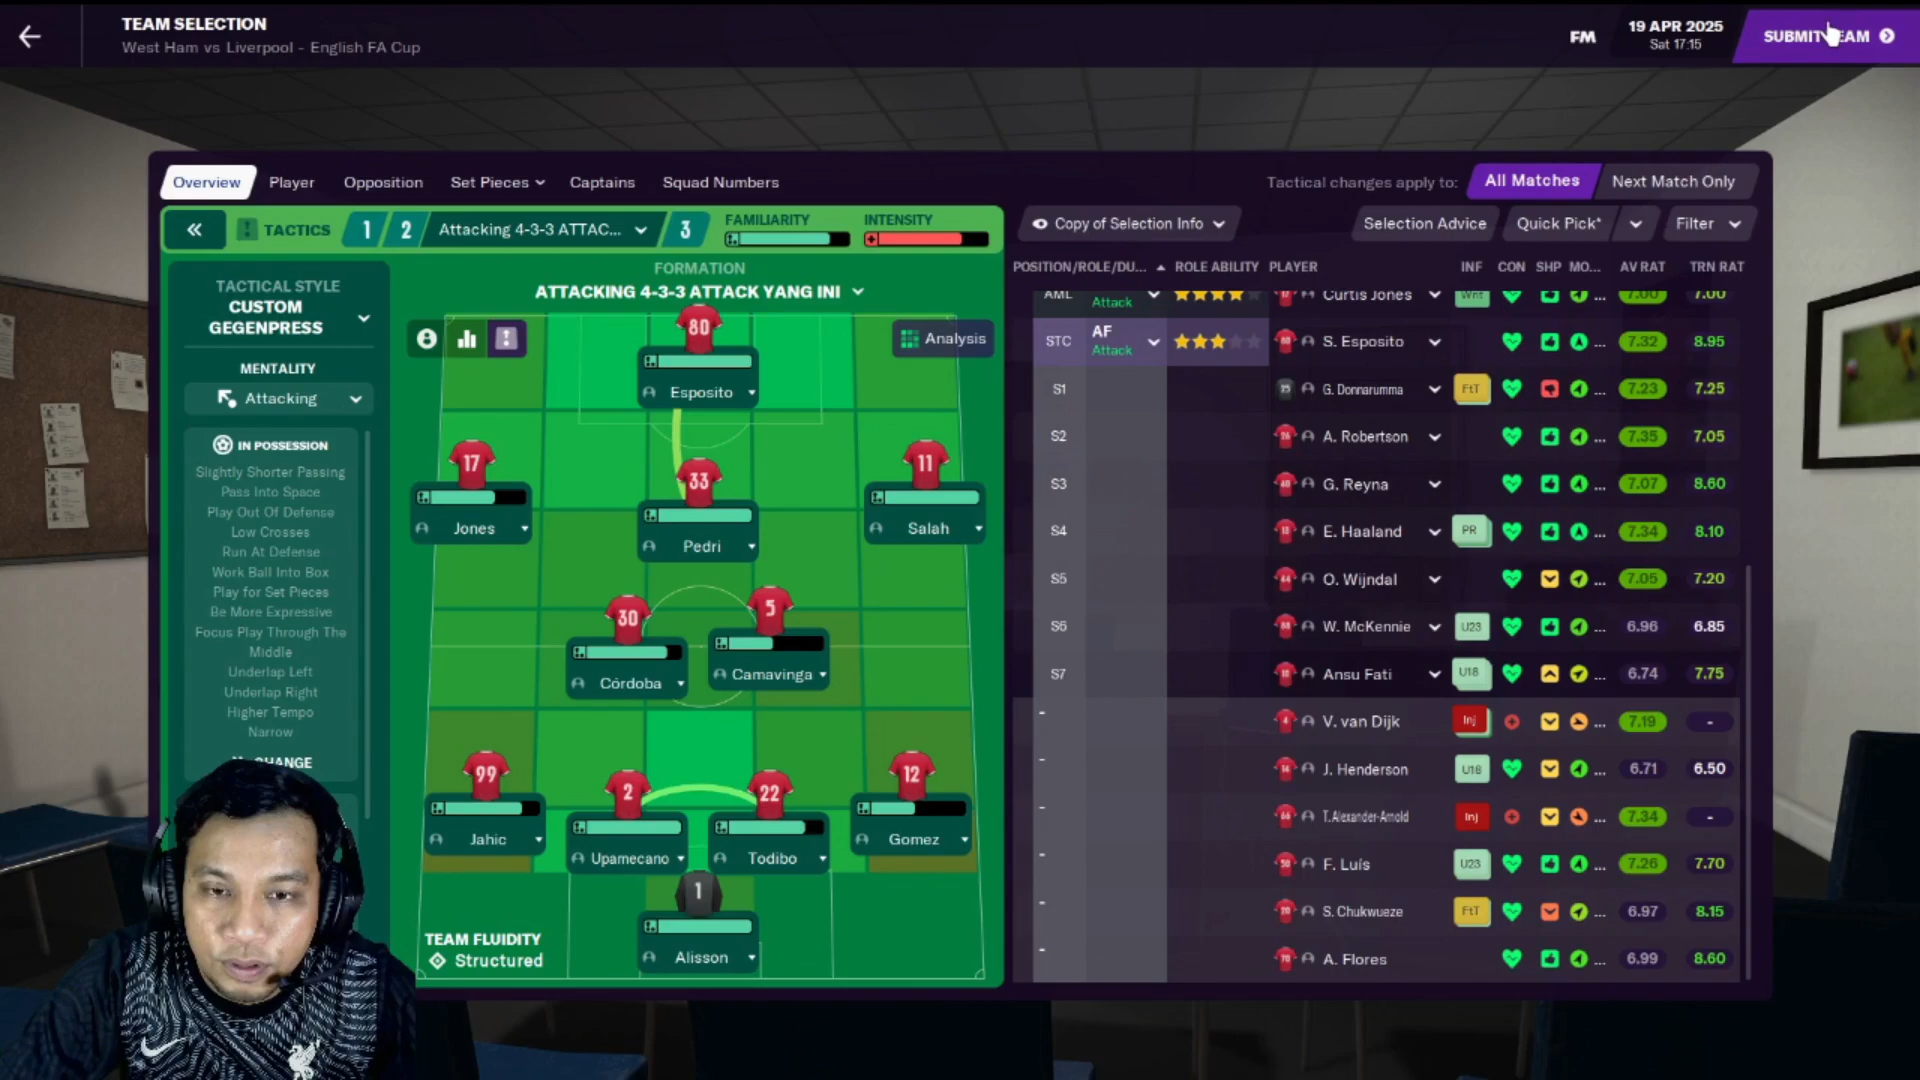 TEAM SELECTION
West Ham vs Liverpool - English FA Cup
FM
19 APR 2025
Sat 17:15
SUBMIT TEAM
Overview
Player
Opposition
Set Pieces
Captains
Squad Numbers
Tactical changes apply to:
All Matches
Next Match Only
TACTICS
1
2
Attacking 4-3-3 ATTAC...
3
FAMILIARITY
INTENSITY
Copy of Selection Info
Selection Advice
Quick Pick*
Filter
TACTICAL STYLE
CUSTOM
GEGENPRESS
MENTALITY
Attacking
IN POSSESSION
Slightly Shorter Passing
Pass Into Space
Play Out Of Defense
Low Crosses
Run At Defense
Work Ball Into Box
Play for Set Pieces
Be More Expressive
Focus Play Through The
Middle
Underlap Left
Underlap Right
Higher Tempo
Narrow
CHANGE
FORMATION
ATTACKING 4-3-3 ATTACK YANG INI
Analysis
80
Esposito
17
Jones
33
Pedri
11
Salah
30
Córdoba
5
Camavinga
99
Jahic
2
Upamecano
22
Todibo
12
Gomez
1
Alisson
TEAM FLUIDITY
Structured
POSITION/ROLE/DU... ROLE ABILITY PLAYER INF CON SHP MO... AV RAT TRN RAT
AML Attack Curtis Jones Wnt ... 7.00 7.00
STC AF Attack S. Esposito ... 7.32 8.95
S1 G. Donnarumma FtT ... 7.23 7.25
S2 A. Robertson ... 7.35 7.05
S3 G. Reyna ... 7.07 8.60
S4 E. Haaland PR ... 7.34 8.10
S5 O. Wijndal ... 7.05 7.20
S6 W. McKennie U23 ... 6.96 6.85
S7 Ansu Fati U18 ... 6.74 7.75
- V. van Dijk Inj ... 7.19 -
- J. Henderson U18 ... 6.71 6.50
- T. Alexander-Arnold Inj ... 7.34 -
- F. Luís U23 ... 7.26 7.70
- S. Chukwueze FtT ... 6.97 8.15
- A. Flores ... 6.99 8.60